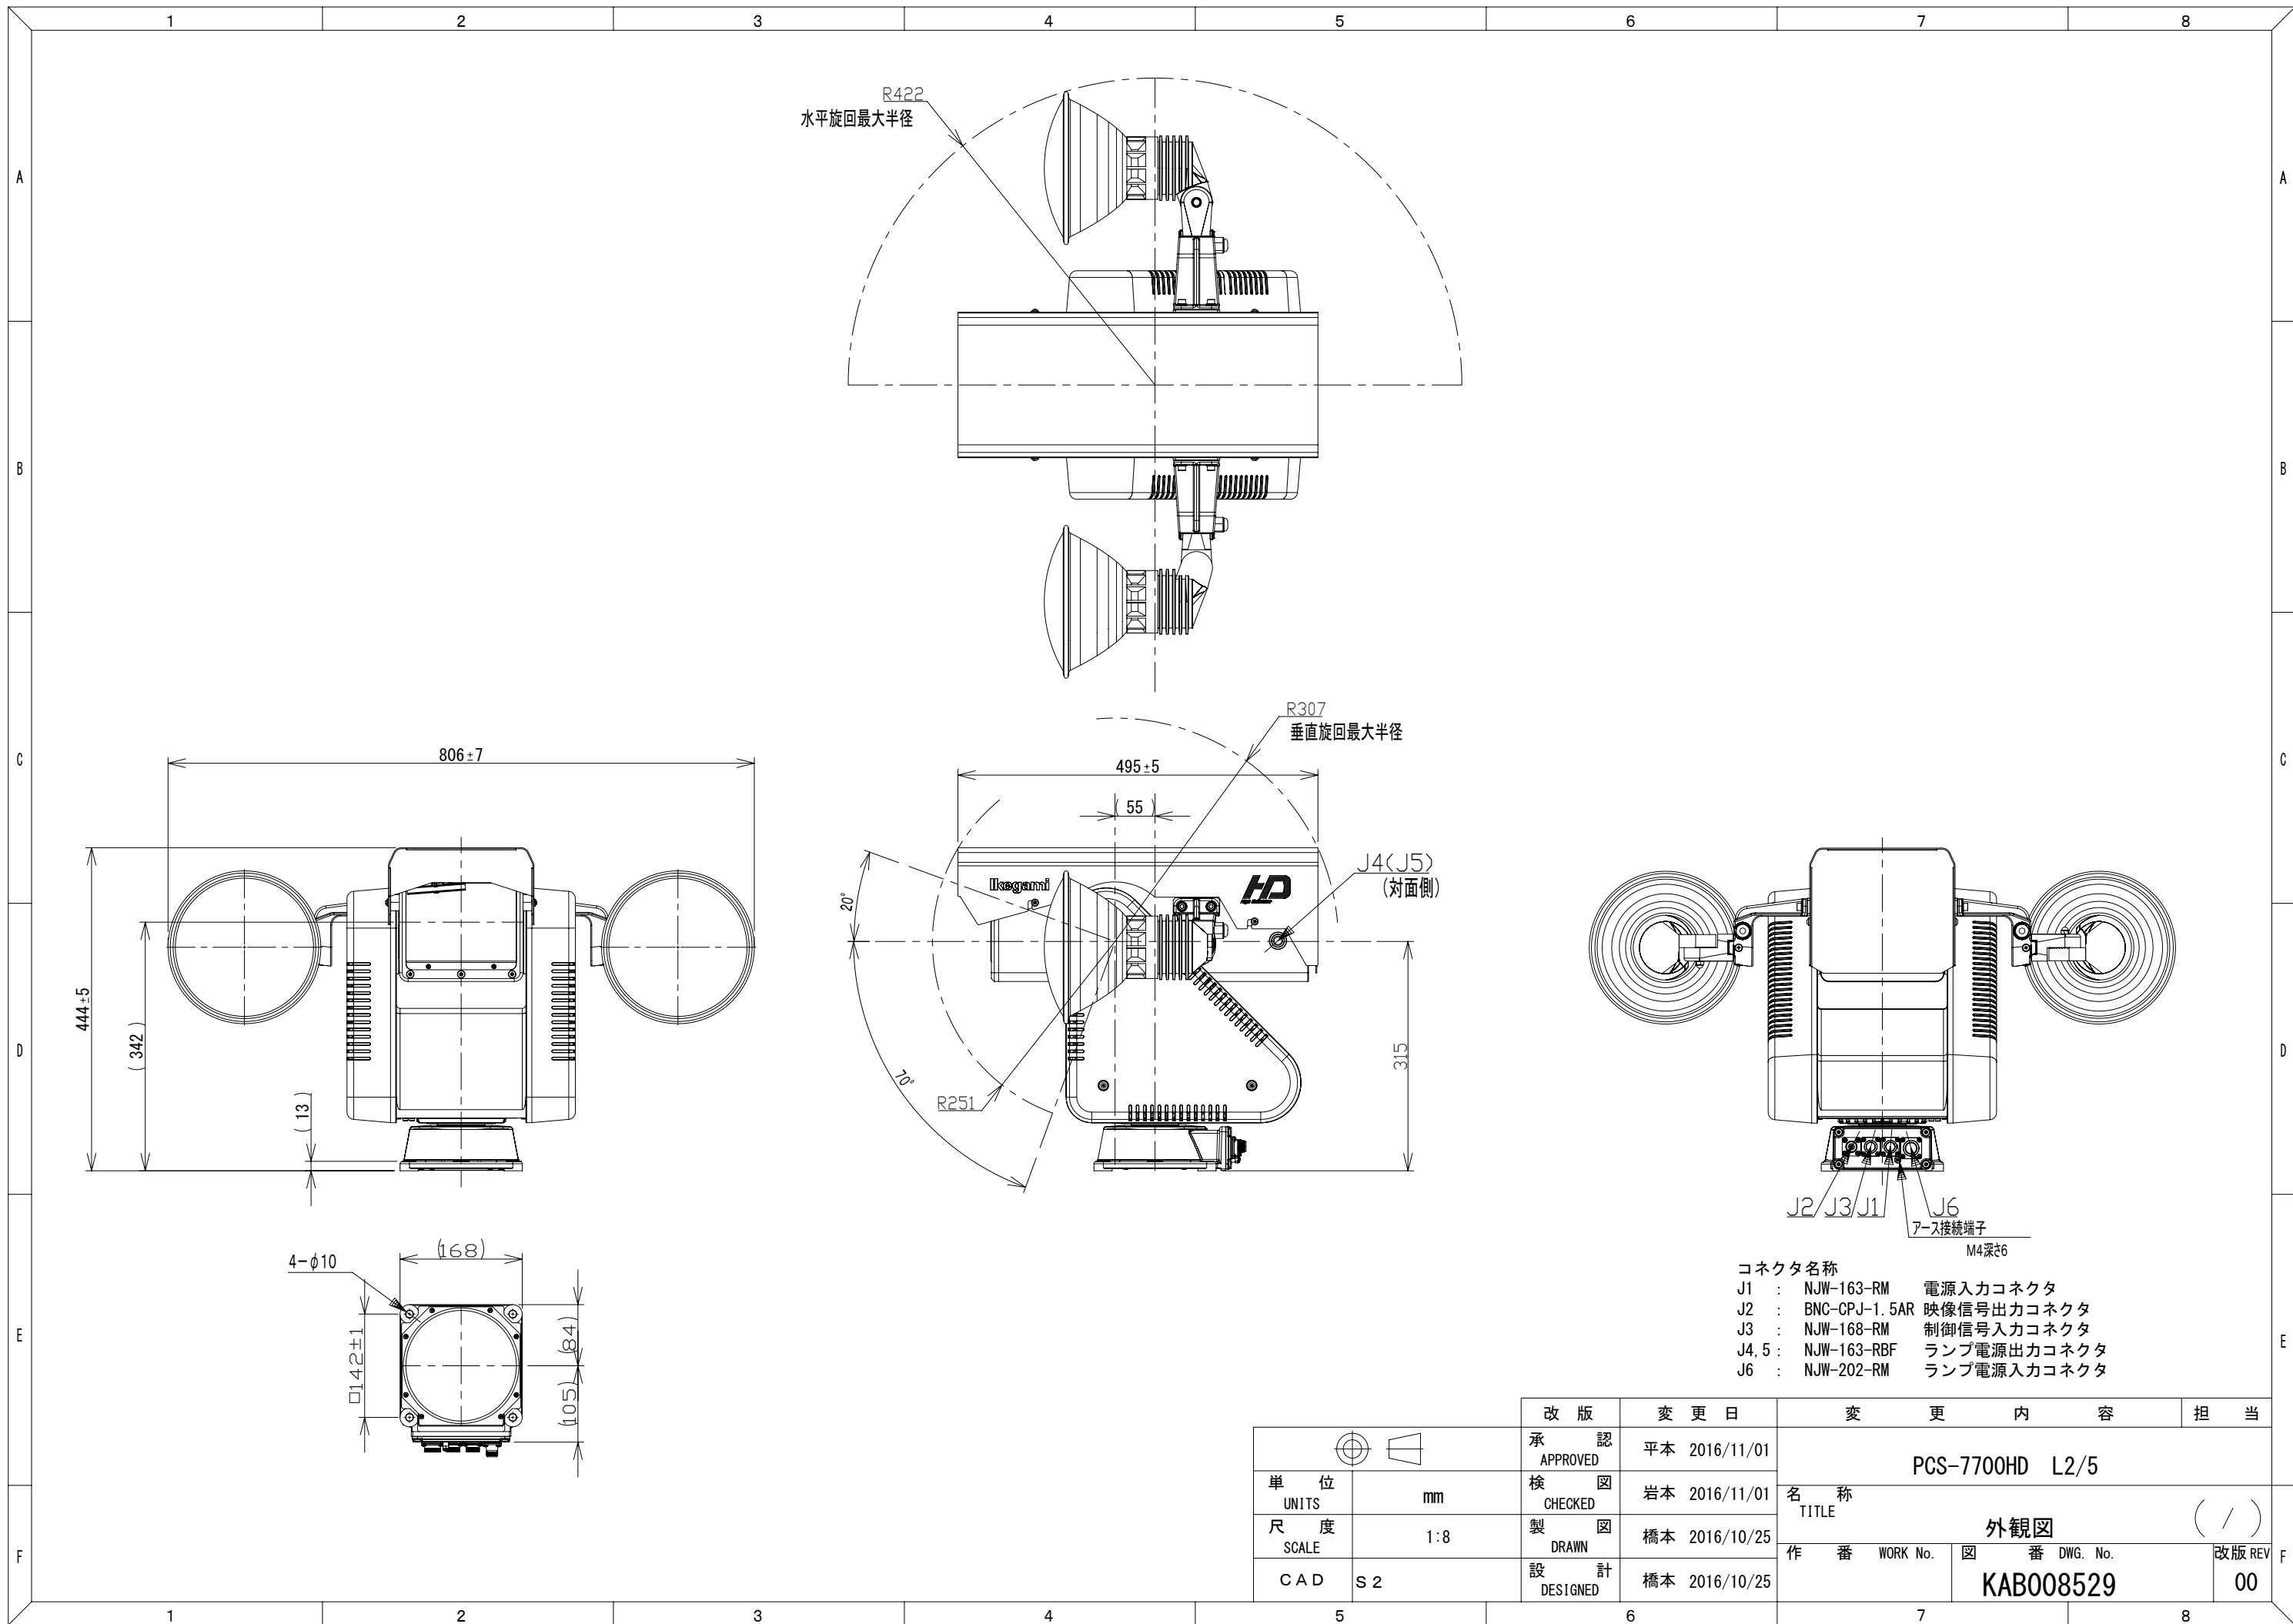 1 2 3 4 5 6 7 8
A A
B B
C C
D D
E E
F F
1 2 3 4 5 6 7 8
R422
水平旋回最大半径
R307
垂直旋回最大半径
806±7
444±5
( 342 )
( 13 )
495±5
( 55 )
Ikegami
HD
J4(J5)
(対面側)
20°
70°
R251
315
J2 J3 J1 J6
アース接続端子
M4深さ6
4-φ10
(168)
□142±1
(84)
(105)
コネクタ名称
J1 : NJW-163-RM 電源入力コネクタ
J2 : BNC-CPJ-1.5AR 映像信号出力コネクタ
J3 : NJW-168-RM 制御信号入力コネクタ
J4,5 : NJW-163-RBF ランプ電源出力コネクタ
J6 : NJW-202-RM ランプ電源入力コネクタ
改版 変更日 変更内容 担当
承認 APPROVED 平本 2016/11/01
PCS-7700HD L2/5
単位 UNITS mm
検図 CHECKED 岩本 2016/11/01
名称 TITLE
外観図 ( / )
尺度 SCALE 1:8
製図 DRAWN 橋本 2016/10/25
作番 WORK No. 図番 DWG. No. 改版 REV
CAD S2
設計 DESIGNED 橋本 2016/10/25
KAB008529 00